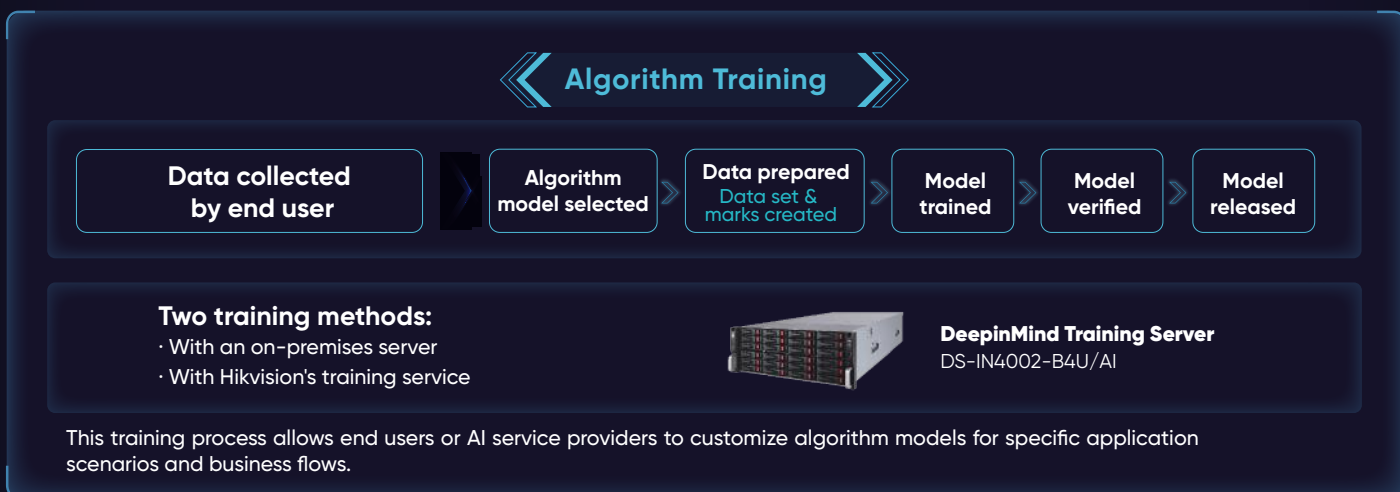 Algorithm Training
Data collected
by end user
Algorithm
model selected
Data prepared
Data set &
marks created
Model
trained
Model
verified
Model
released
Two training methods:
· With an on-premises server
· With Hikvision's training service
DeepinMind Training Server
DS-IN4002-B4U/AI
This training process allows end users or AI service providers to customize algorithm models for specific application
scenarios and business flows.